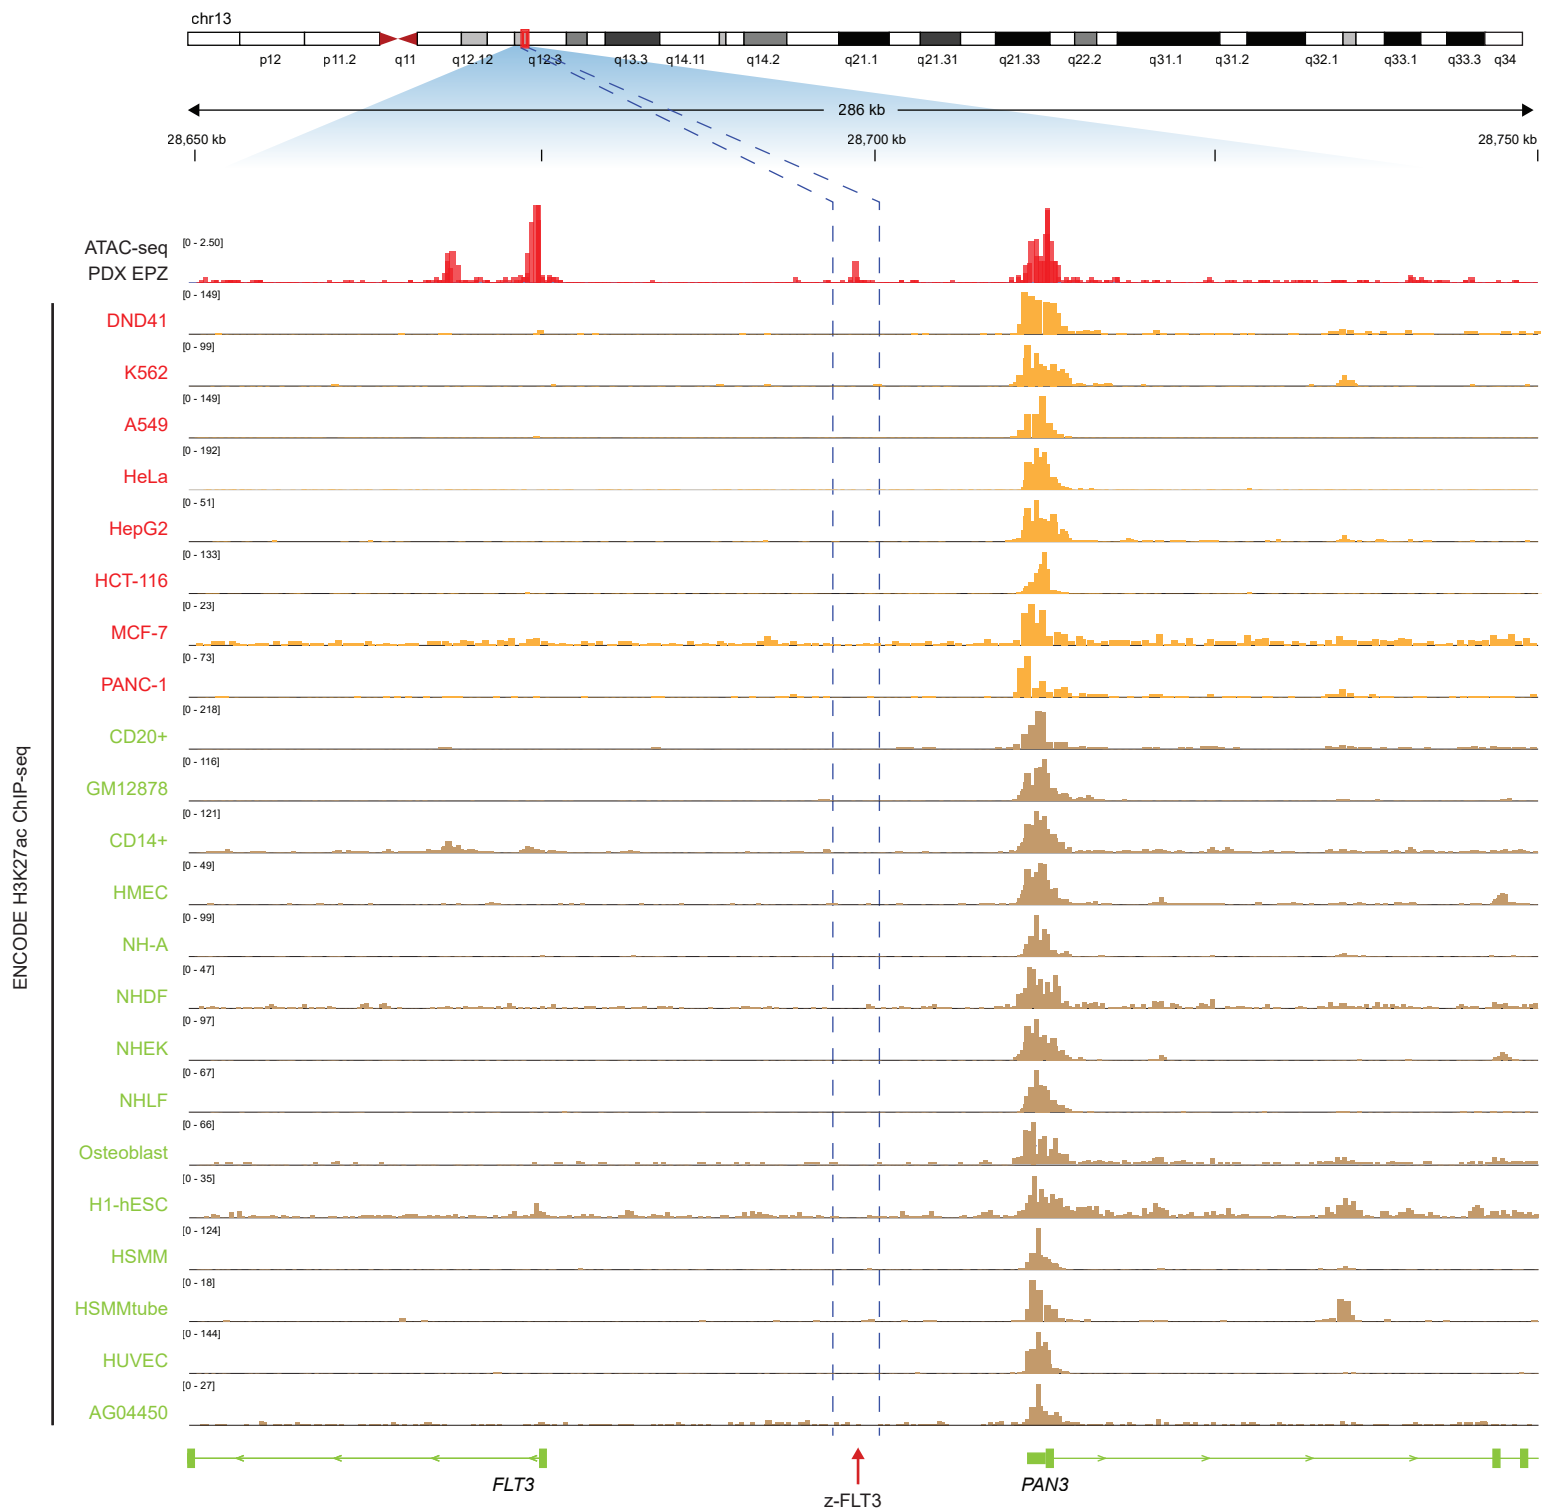 chr13
p12 p11.2 q11 q12.12 q12.3 q13.3 q14.11 q14.2 q21.1 q21.31 q21.33 q22.2 q31.1 q31.2 q32.1 q33.1 q33.3 q34
286 kb
28,650 kb 28,700 kb 28,750 kb
ATAC-seq
PDX EPZ
[0 - 2.50]
ENCODE H3K27ac ChIP-seq
DND41 [0 - 149]
K562 [0 - 99]
A549 [0 - 149]
HeLa [0 - 192]
HepG2 [0 - 51]
HCT-116 [0 - 133]
MCF-7 [0 - 23]
PANC-1 [0 - 73]
CD20+ [0 - 218]
GM12878 [0 - 116]
CD14+ [0 - 121]
HMEC [0 - 49]
NH-A [0 - 99]
NHDF [0 - 47]
NHEK [0 - 97]
NHLF [0 - 67]
Osteoblast [0 - 66]
H1-hESC [0 - 35]
HSMM [0 - 124]
HSMMtube [0 - 18]
HUVEC [0 - 144]
AG04450 [0 - 27]
FLT3 PAN3
z-FLT3